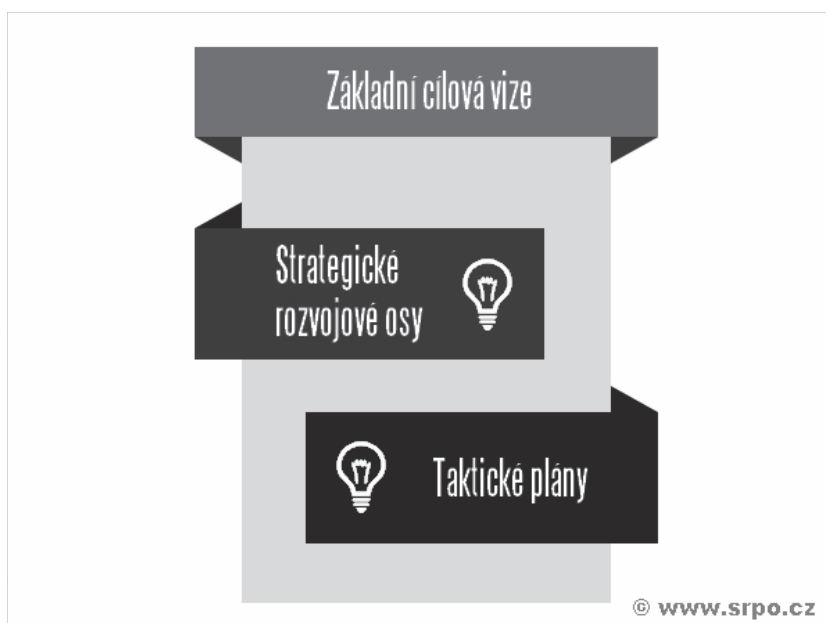 Základní cílová vize
Strategické
rozvojové osy
Taktické plány
© www.srpo.cz